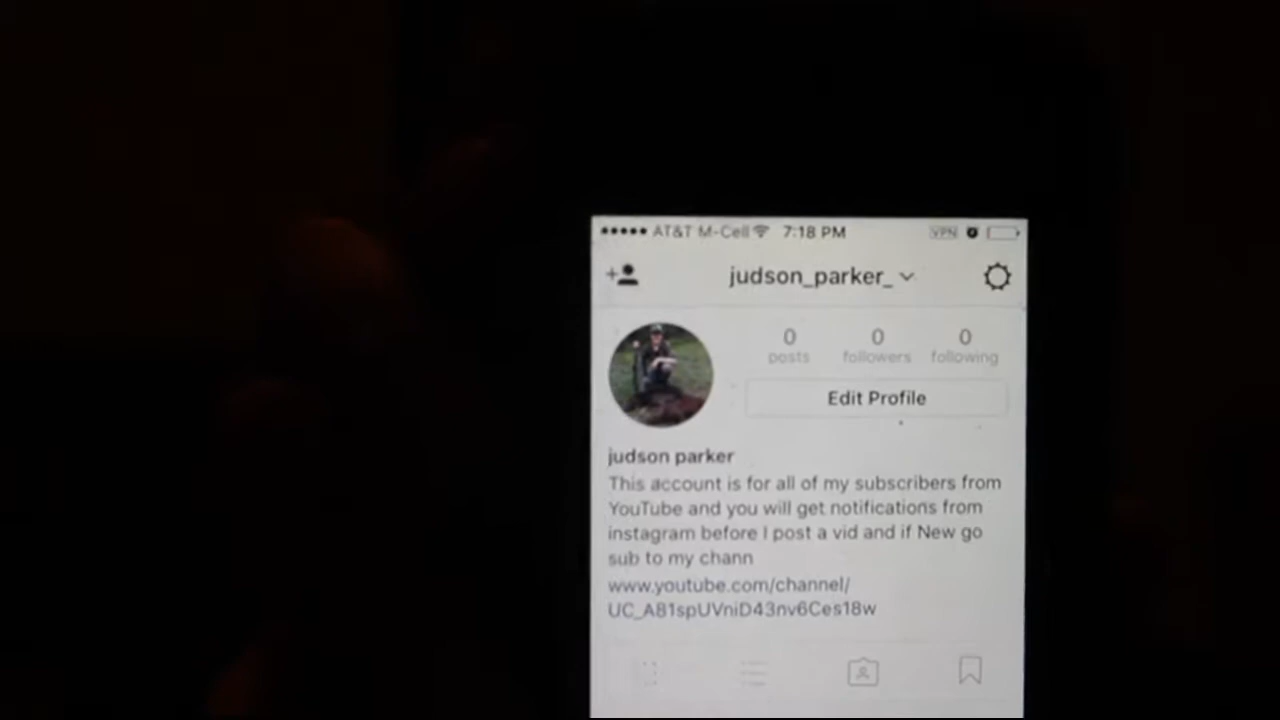 AT&T M-Cell 7:18 PM VPN
judson_parker_
0 0 0
posts followers following
Edit Profile
judson parker
This account is for all of my subscribers from
YouTube and you will get notifications from
instagram before I post a vid and if New go
sub to my chann
www.youtube.com/channel/
UC_A81spUVniD43nv6Ces18w